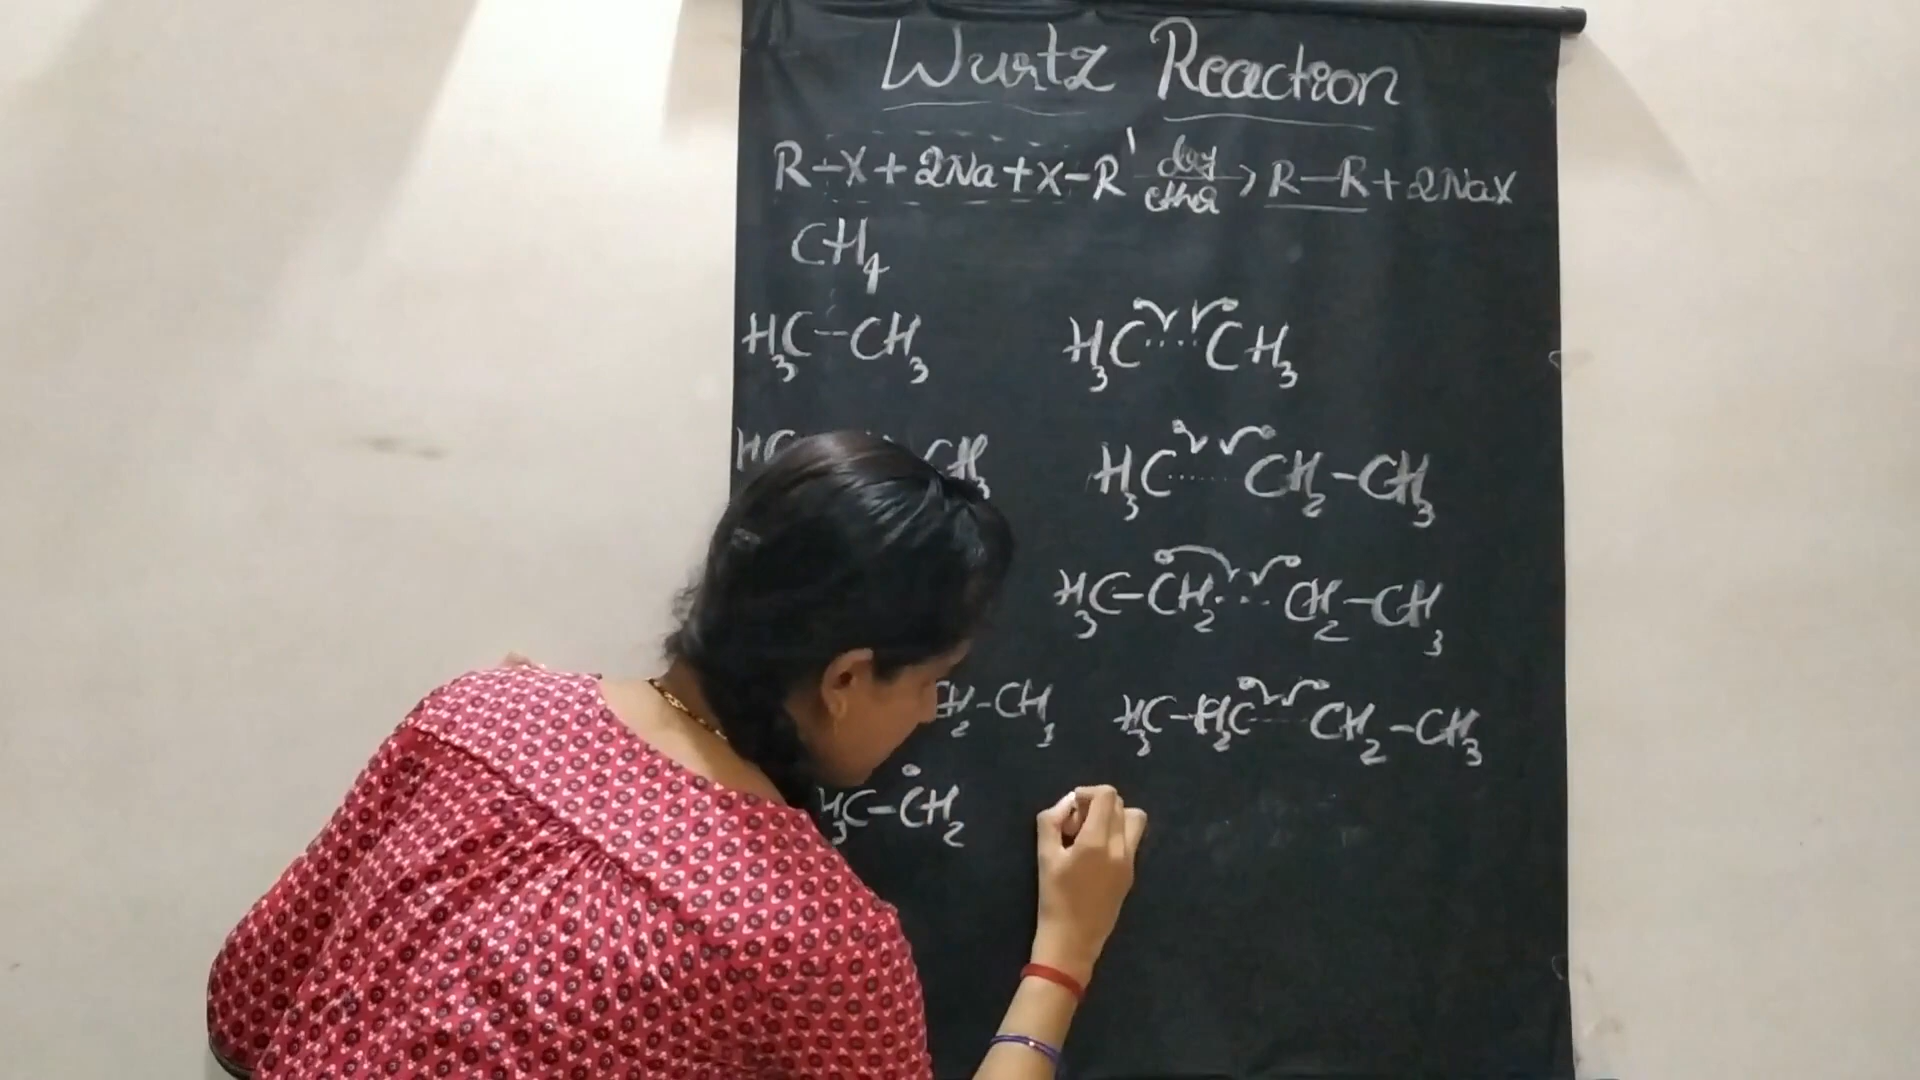 Wurtz Reaction
R-X + 2Na + X-R' dry ether > R-R + 2NaX
CH4
H3C-CH3 H3C....CH3
H3C CH3 H3C.....CH2-CH3
H3C-CH2....CH2-CH3
CH2-CH3 H3C-H2C....CH2-CH3
H3C-CH2